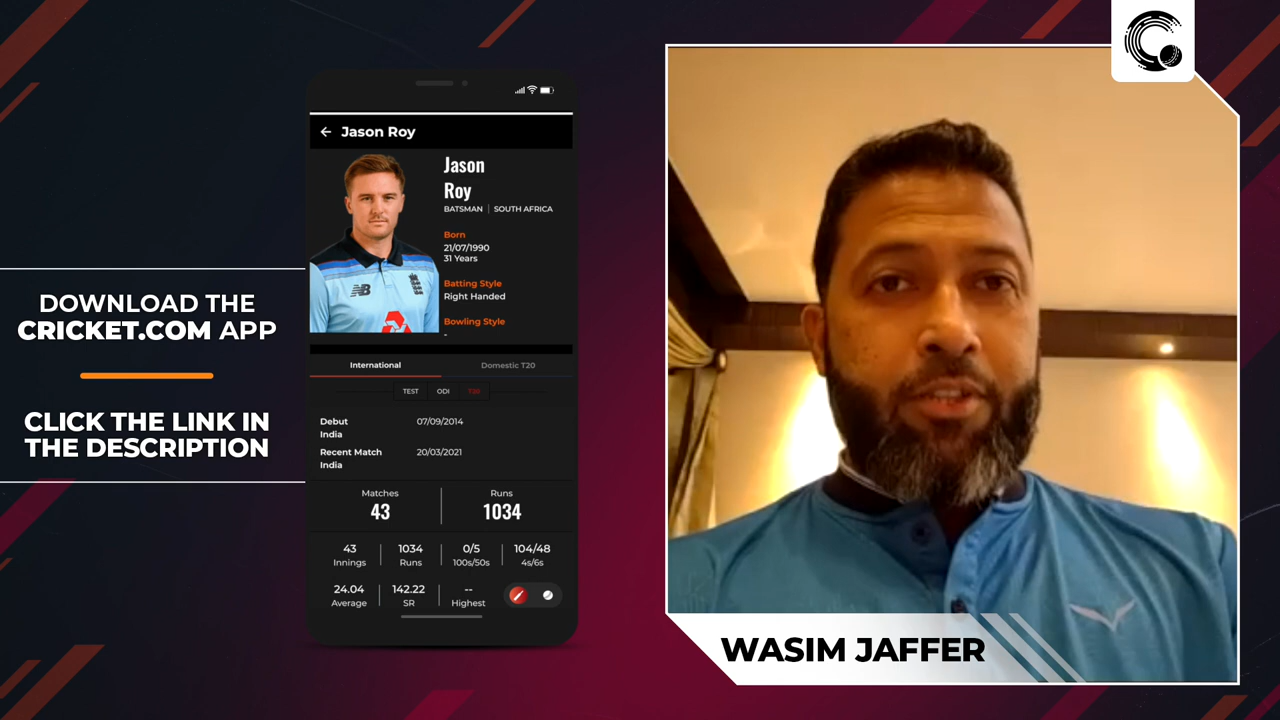 DOWNLOAD THE
CRICKET.COM APP
CLICK THE LINK IN
THE DESCRIPTION
Jason Roy
Jason
Roy
BATSMAN | SOUTH AFRICA
Born
21/07/1990
31 Years
Batting Style
Right Handed
Bowling Style
-
International Domestic T20
TEST ODI T20
Debut 07/09/2014
India
Recent Match 20/03/2021
India
Matches Runs
43 1034
43 1034 0/5 104/48
Innings Runs 100s/50s 4s/6s
24.04 142.22 --
Average SR Highest
NB
WASIM JAFFER